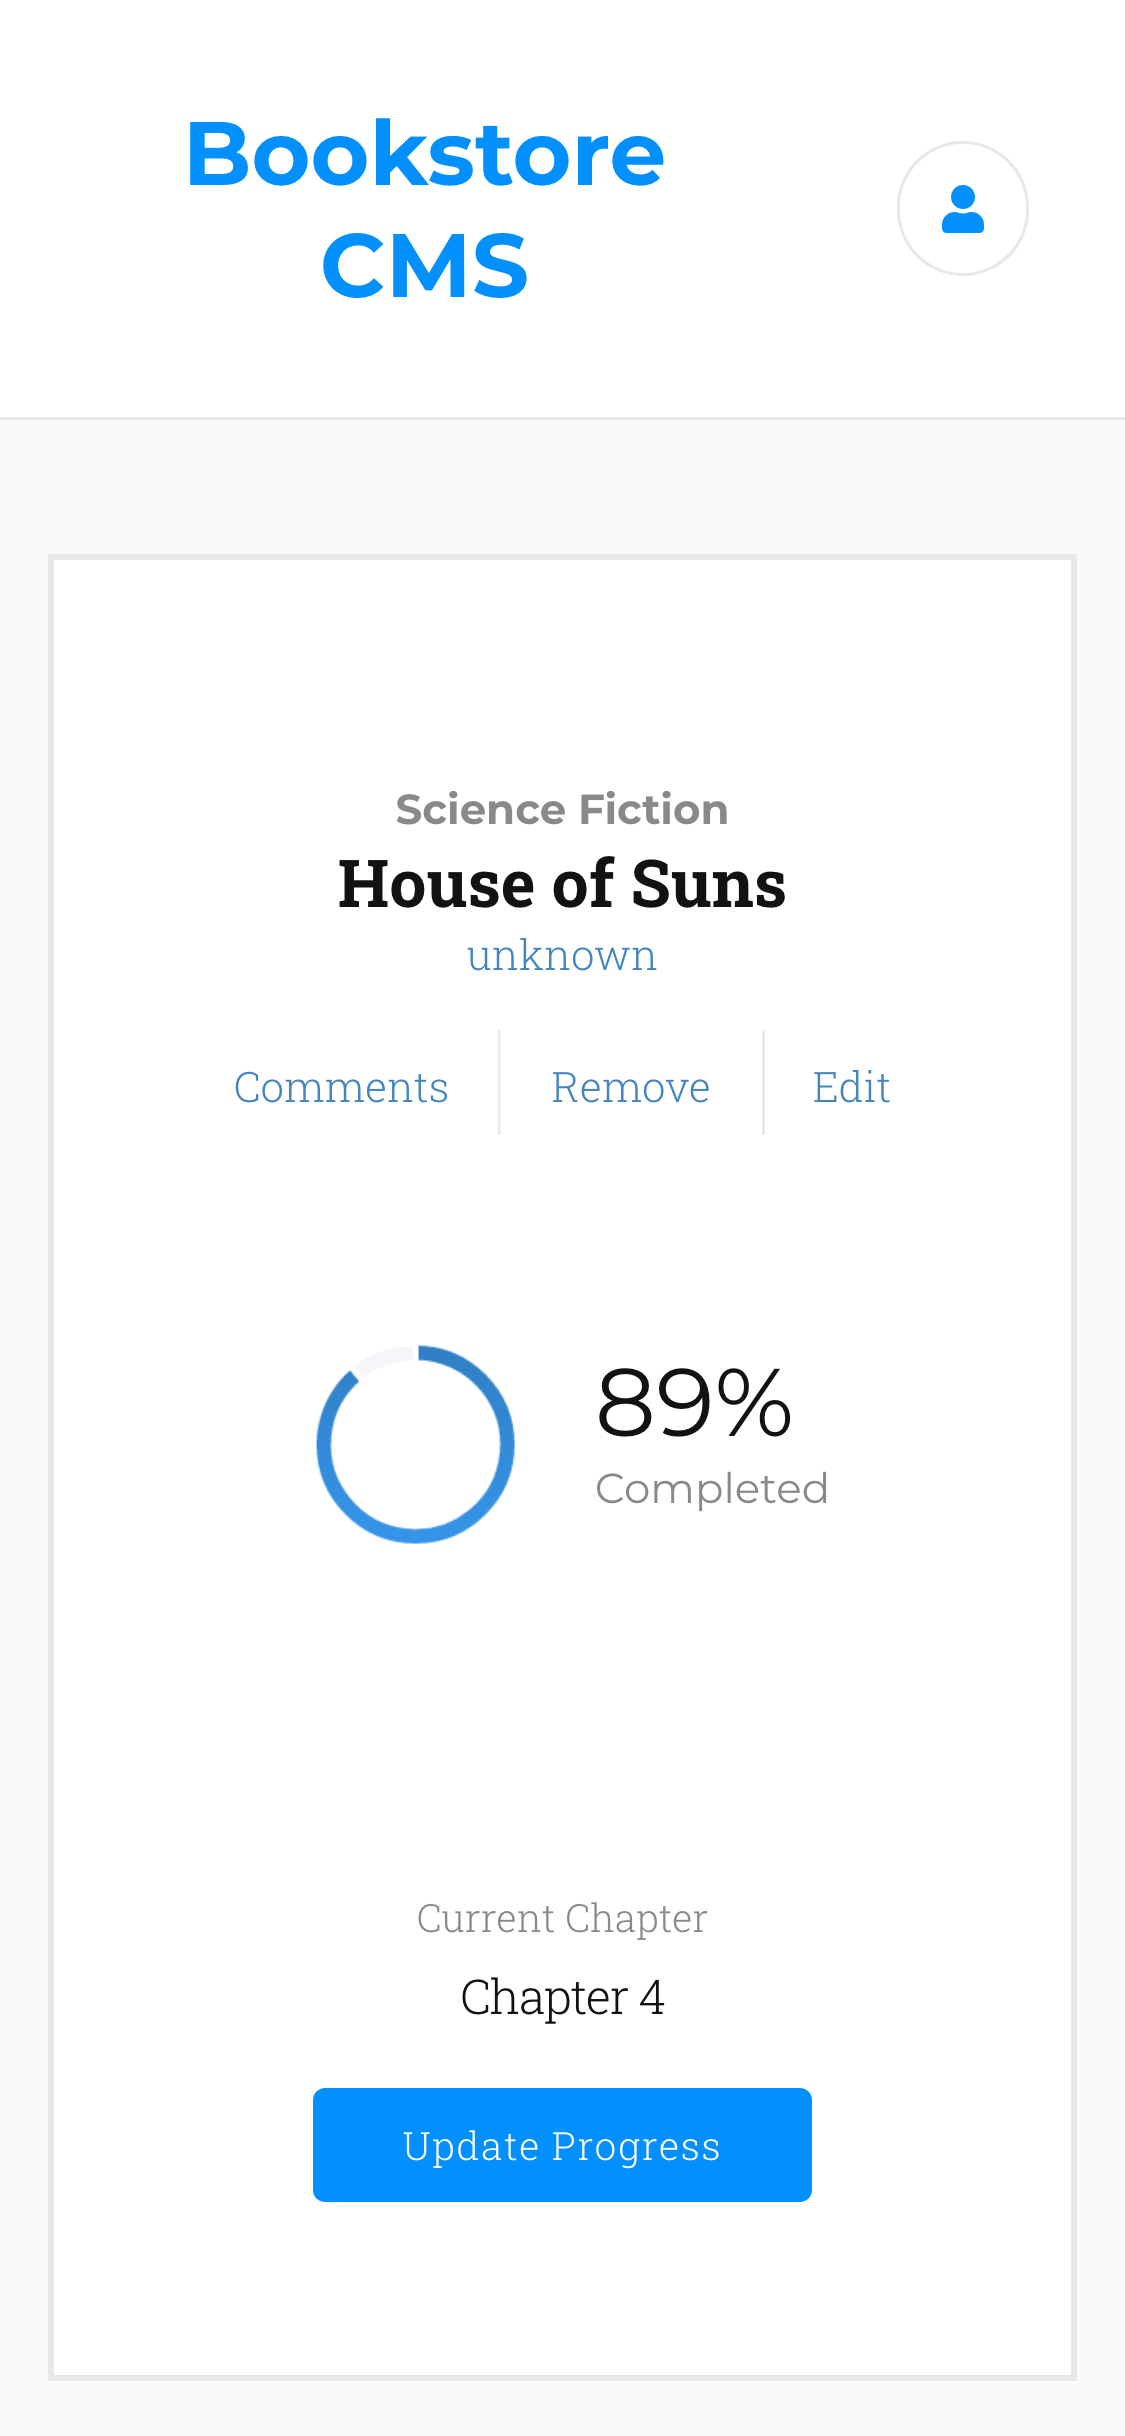 Bookstore
CMS
Science Fiction
House of Suns
unknown
Comments Remove Edit
89%
Completed
Current Chapter
Chapter 4
Update Progress